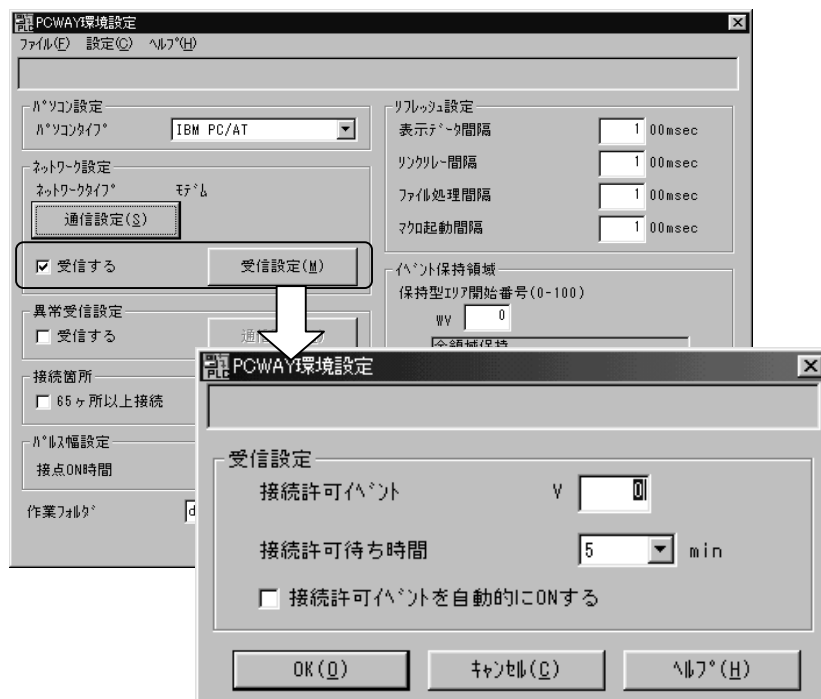 PCWAY環境設定
ﾌｧｲﾙ(F) 設定(C) ﾍﾙﾌﾟ(H)
ﾊﾟｿｺﾝ設定
ﾊﾟｿｺﾝﾀｲﾌﾟ IBM PC/AT
ﾈｯﾄﾜｰｸ設定
ﾈｯﾄﾜｰｸﾀｲﾌﾟ ﾓﾃﾞﾑ
通信設定(S)
受信する 受信設定(M)
異常受信設定
受信する 通
接続箇所
65ヶ所以上接続
ﾊﾟﾙｽ幅設定
接点ON時間
作業ﾌｫﾙﾀﾞ d
ﾘﾌﾚｯｼｭ設定
表示ﾃﾞｰﾀ間隔 1 00msec
ﾘﾝｸﾘﾚｰ間隔 1 00msec
ﾌｧｲﾙ処理間隔 1 00msec
ﾏｸﾛ起動間隔 1 00msec
ｲﾍﾞﾝﾄ保持領域
保持型ｴﾘｱ開始番号(0-100)
WV 0
全領域保持
PCWAY環境設定
受信設定
接続許可ｲﾍﾞﾝﾄ V 0
接続許可待ち時間 5 min
接続許可ｲﾍﾞﾝﾄを自動的にONする
OK(O) ｷｬﾝｾﾙ(C) ﾍﾙﾌﾟ(H)